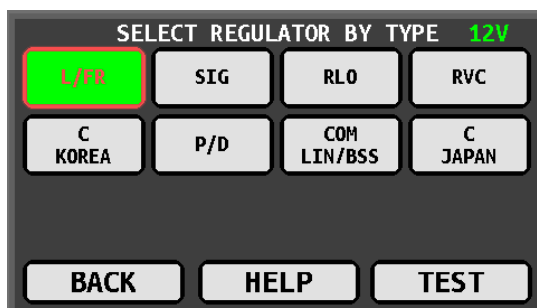 SELECT REGULATOR BY TYPE 12V
L/FR SIG RLO RVC
C KOREA P/D COM LIN/BSS C JAPAN
BACK HELP TEST